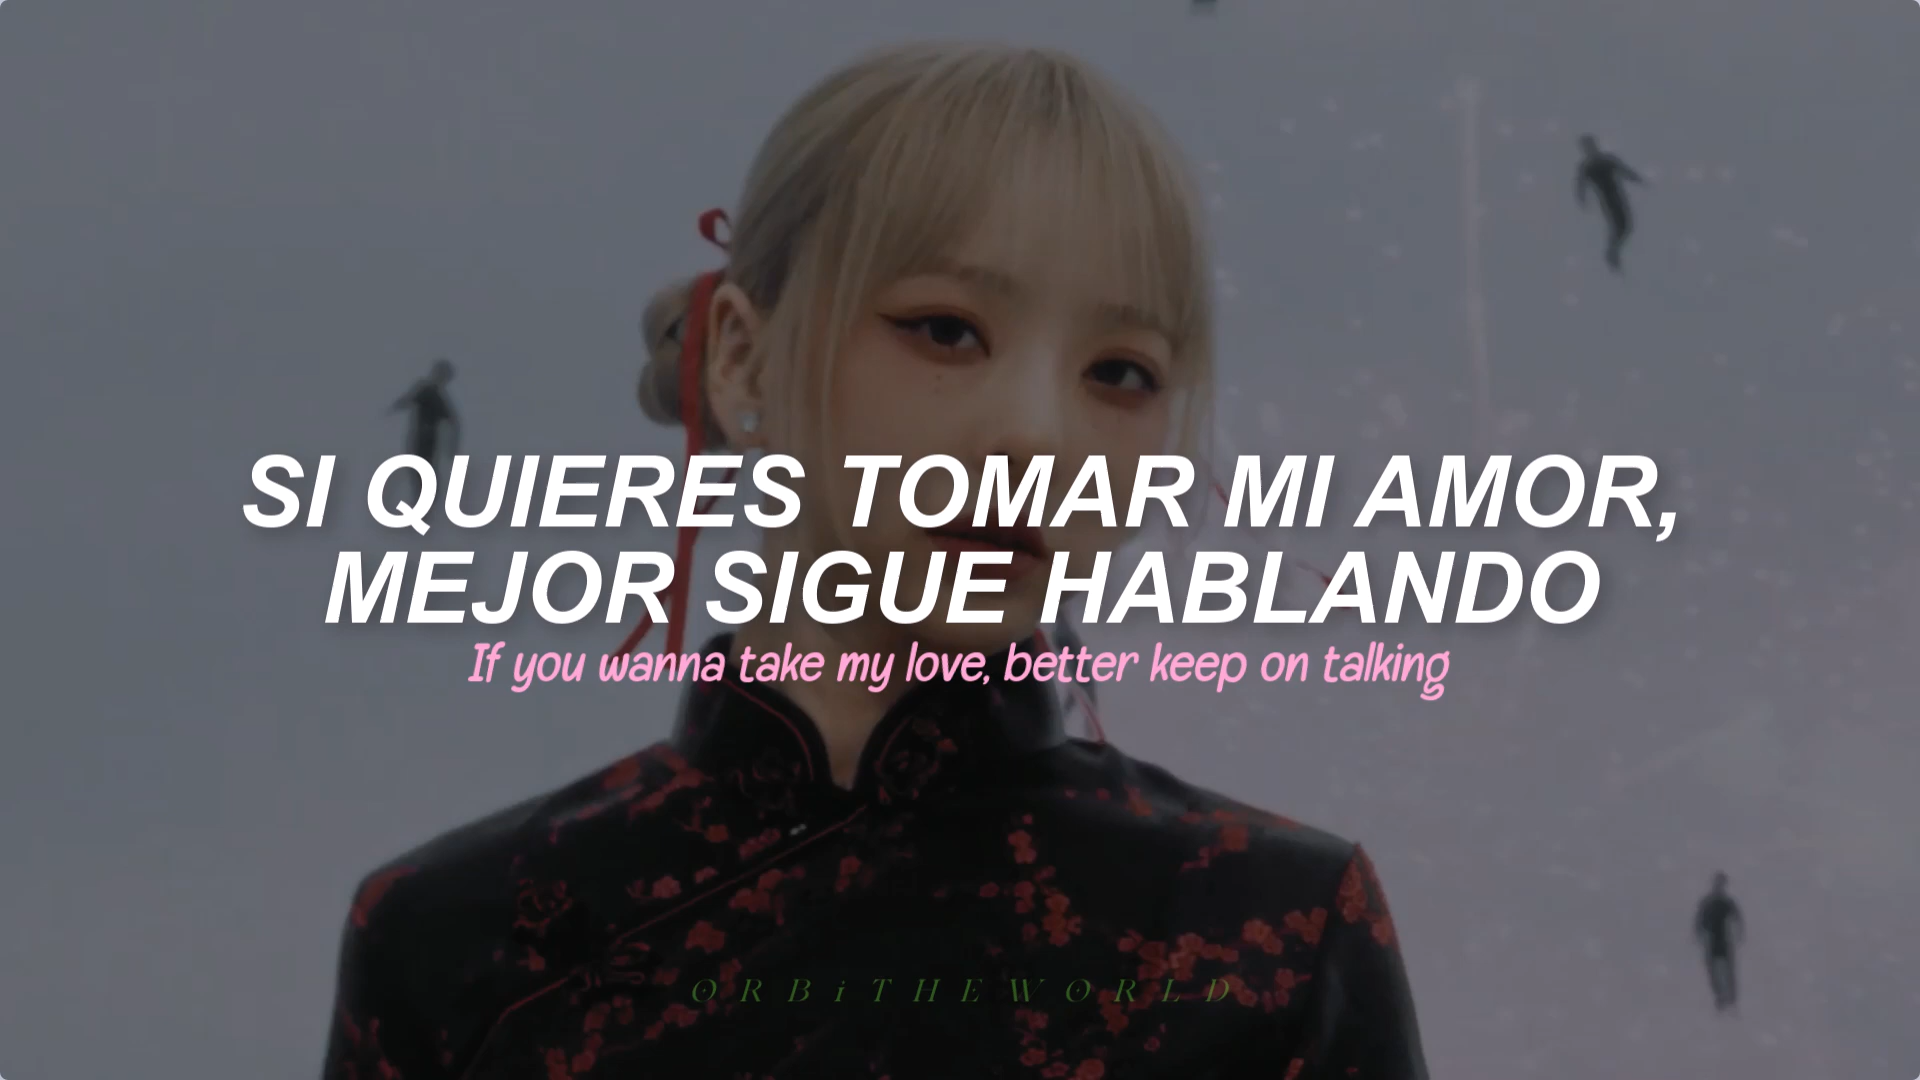 SI QUIERES TOMAR MI AMOR,
MEJOR SIGUE HABLANDO
If you wanna take my love, better keep on talking
ORBiTHEWORLD